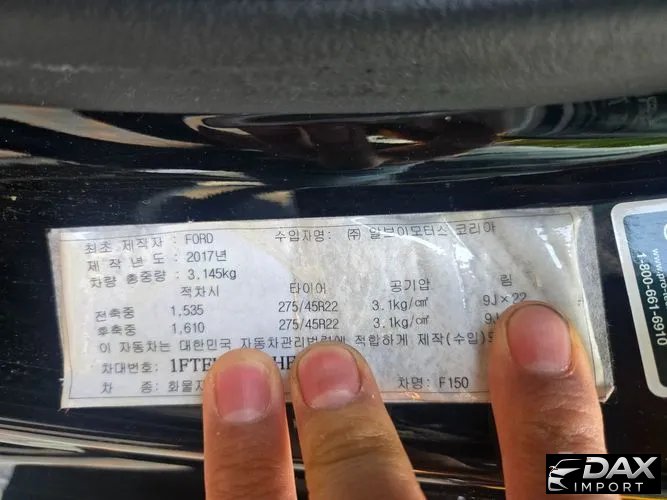 최초 제작자 : FORD 수입자명: (주) 알브이모터스 코리아
제작년도 : 2017년
차량 총중량 : 3,145kg
적차시 타이어 공기압 림
전축중 1,535 275/45R22 3.1kg/㎠ 9J×22
후축중 1,610 275/45R22 3.1kg/㎠
이 자동차는 대한민국 자동차관리법령에 적합하게 제작(수입)
차대번호: 1FTE
차 종: 화물 차명: F150
1-800-661-6910
DAX
IMPORT